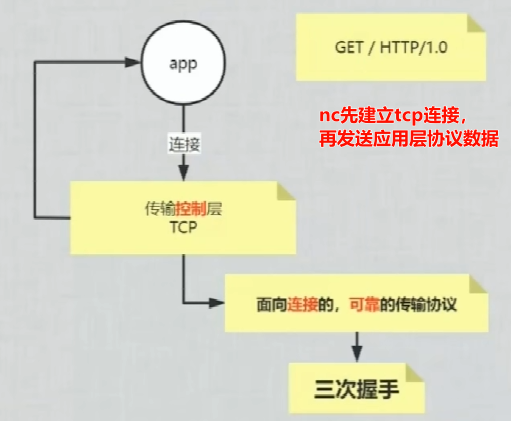 app
GET / HTTP/1.0
nc先建立tcp连接，
再发送应用层协议数据
连接
传输控制层
TCP
面向连接的，可靠的传输协议
三次握手